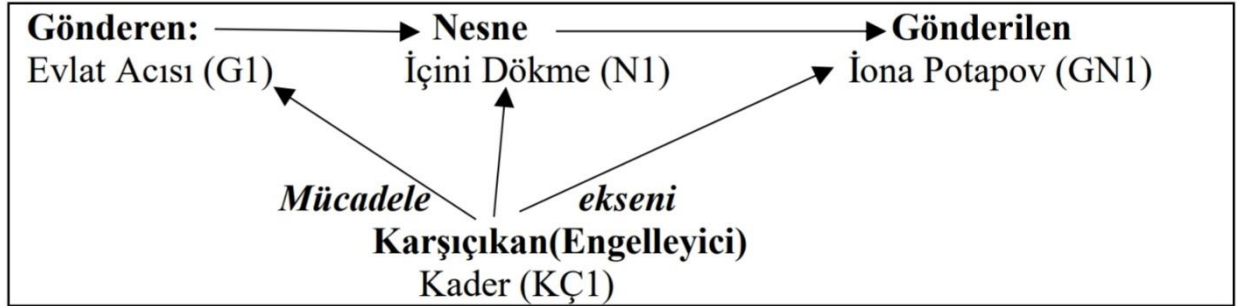 Gönderen: Nesne Gönderilen
Evlat Acısı (G1) İçini Dökme (N1) İona Potapov (GN1)
Mücadele ekseni
Karşıçıkan(Engelleyici)
Kader (KÇ1)